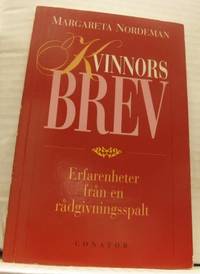 MARGARETA NORDEMAN
KVINNORS
BREV
Erfarenheter
från en
rådgivningsspalt
CONATOR